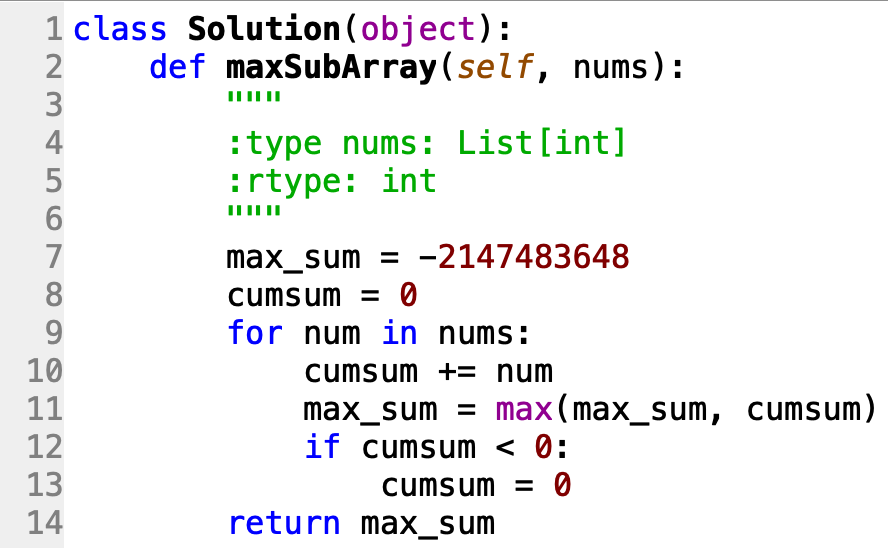 1 class Solution(object):
2     def maxSubArray(self, nums):
3         """
4         :type nums: List[int]
5         :rtype: int
6         """
7         max_sum = -2147483648
8         cumsum = 0
9         for num in nums:
10             cumsum += num
11             max_sum = max(max_sum, cumsum)
12             if cumsum < 0:
13                 cumsum = 0
14         return max_sum